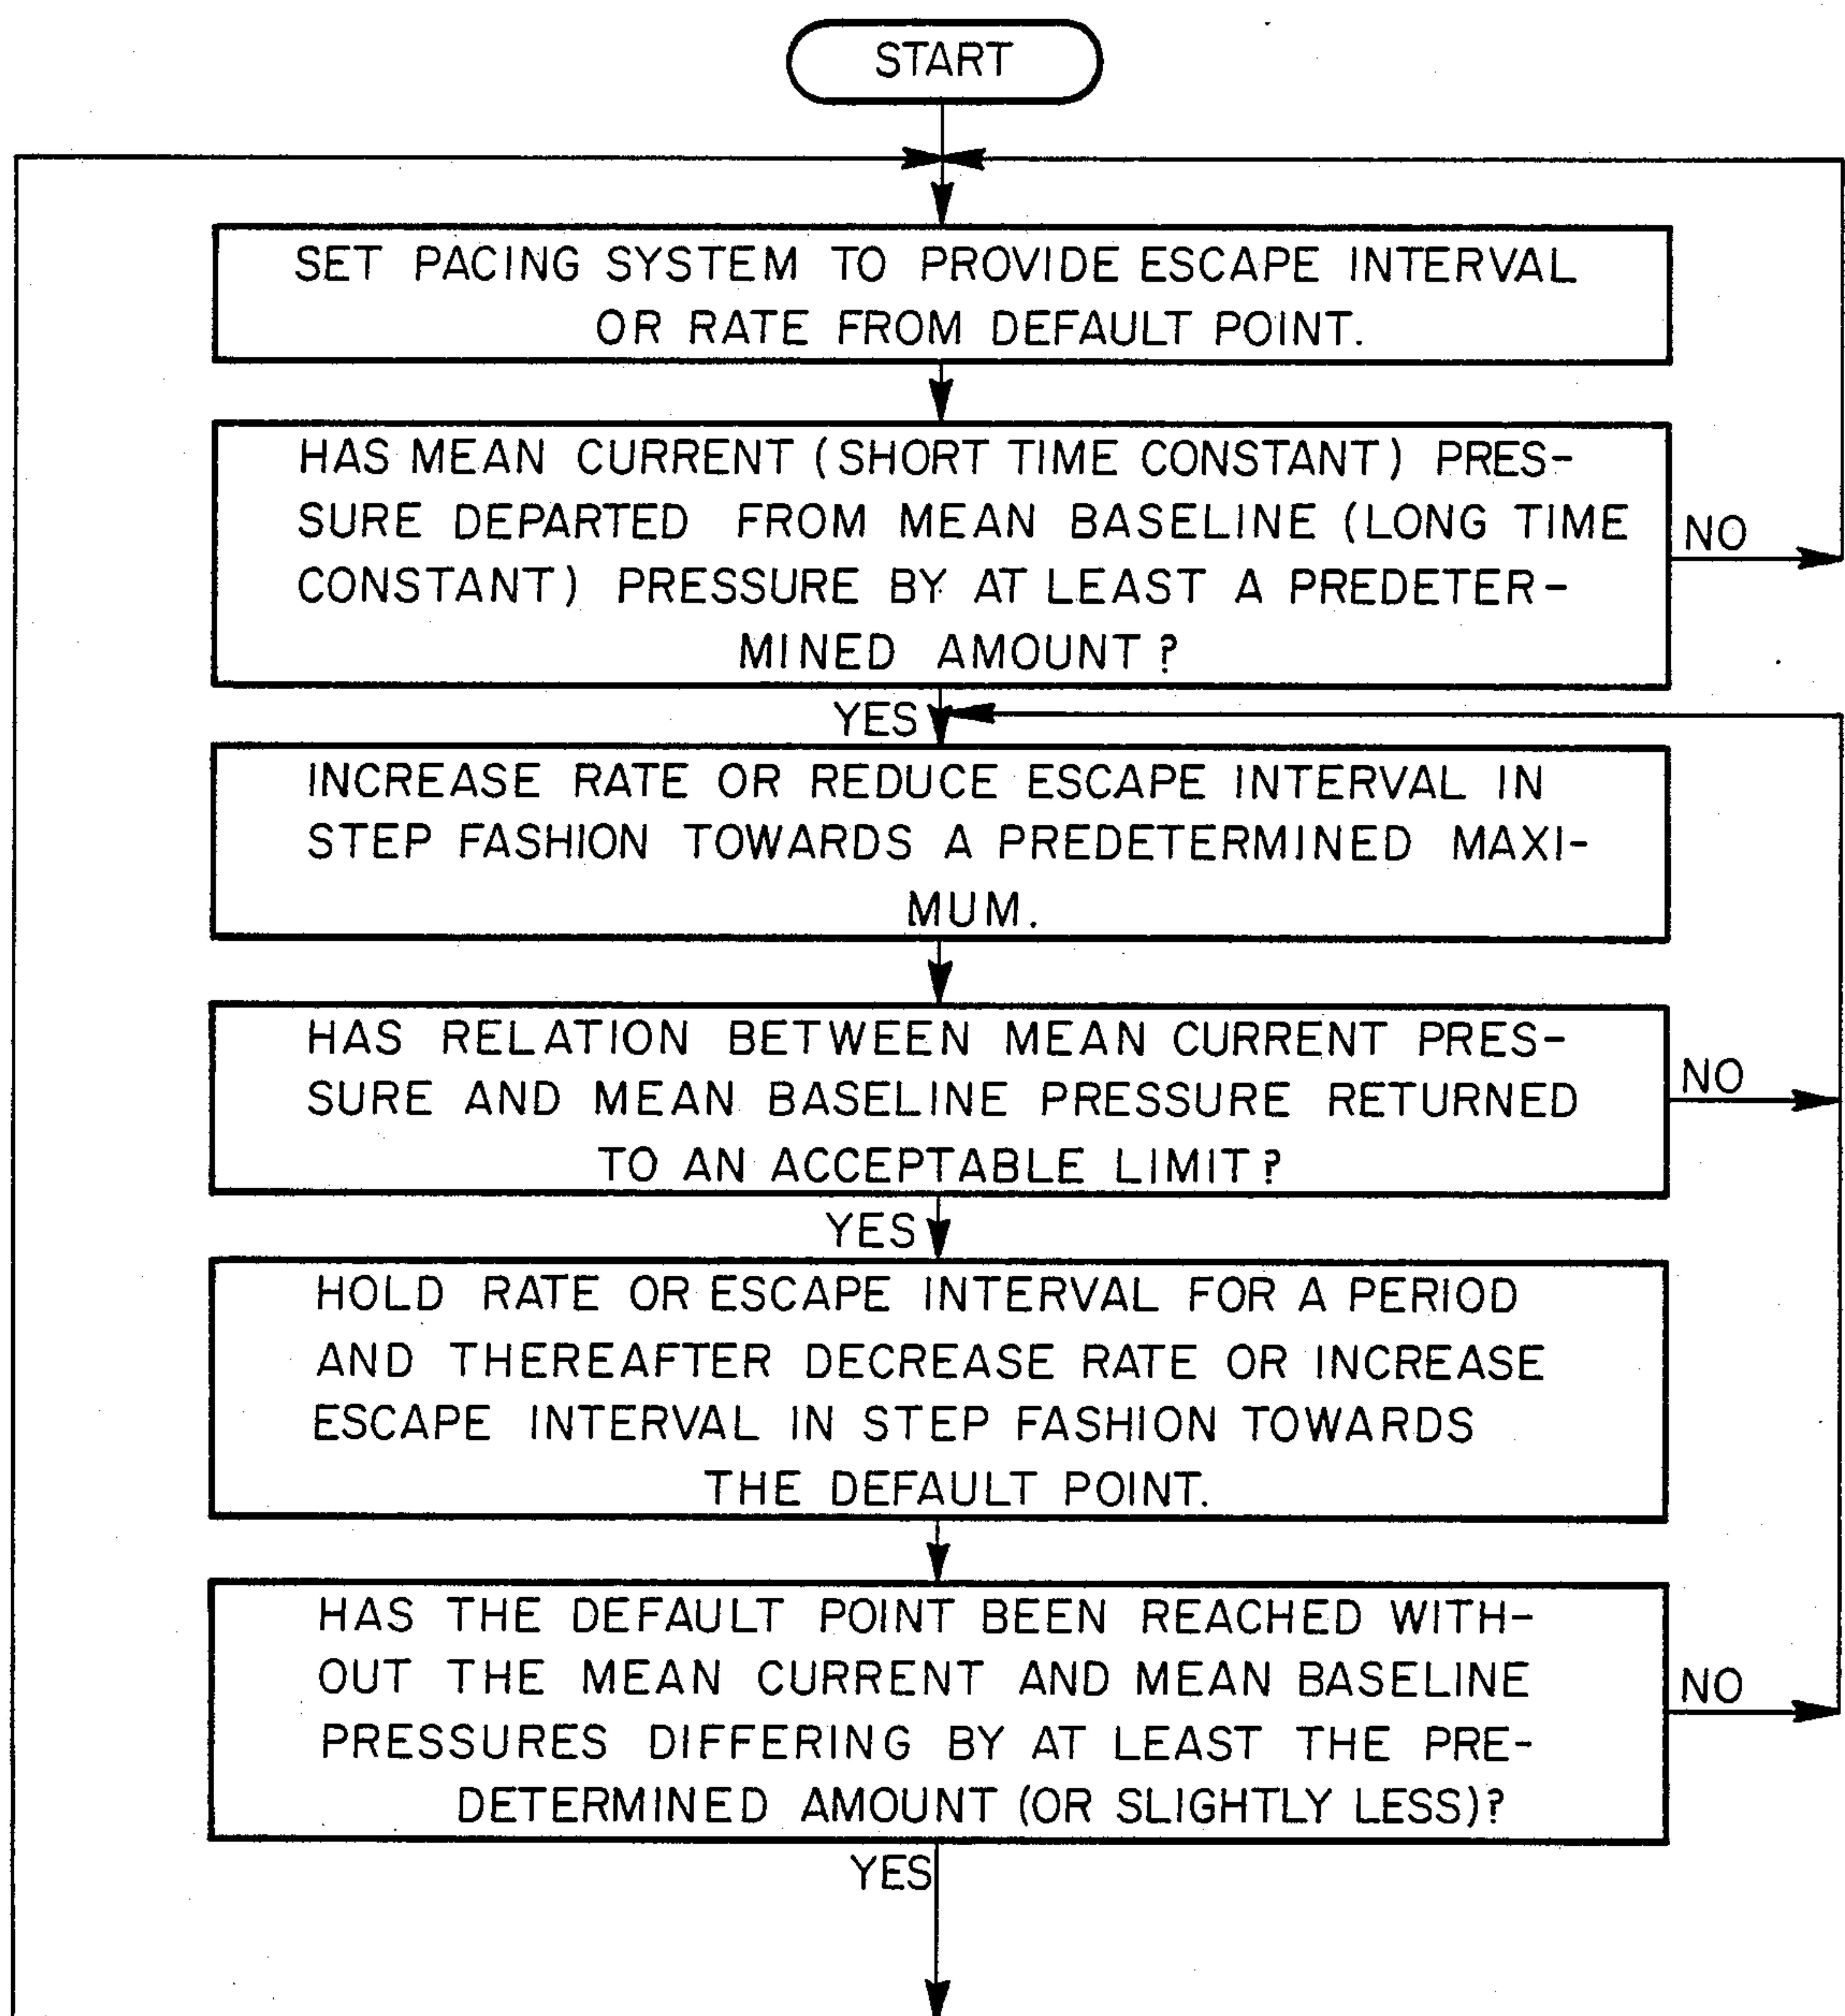 START
SET PACING SYSTEM TO PROVIDE ESCAPE INTERVAL
OR RATE FROM DEFAULT POINT.
HAS MEAN CURRENT (SHORT TIME CONSTANT) PRES-
SURE DEPARTED FROM MEAN BASELINE (LONG TIME
CONSTANT) PRESSURE BY AT LEAST A PREDETER-
MINED AMOUNT?
NO
YES
INCREASE RATE OR REDUCE ESCAPE INTERVAL IN
STEP FASHION TOWARDS A PREDETERMINED MAXI-
MUM.
HAS RELATION BETWEEN MEAN CURRENT PRES-
SURE AND MEAN BASELINE PRESSURE RETURNED
TO AN ACCEPTABLE LIMIT?
NO
YES
HOLD RATE OR ESCAPE INTERVAL FOR A PERIOD
AND THEREAFTER DECREASE RATE OR INCREASE
ESCAPE INTERVAL IN STEP FASHION TOWARDS
THE DEFAULT POINT.
HAS THE DEFAULT POINT BEEN REACHED WITH-
OUT THE MEAN CURRENT AND MEAN BASELINE
PRESSURES DIFFERING BY AT LEAST THE PRE-
DETERMINED AMOUNT (OR SLIGHTLY LESS)?
NO
YES